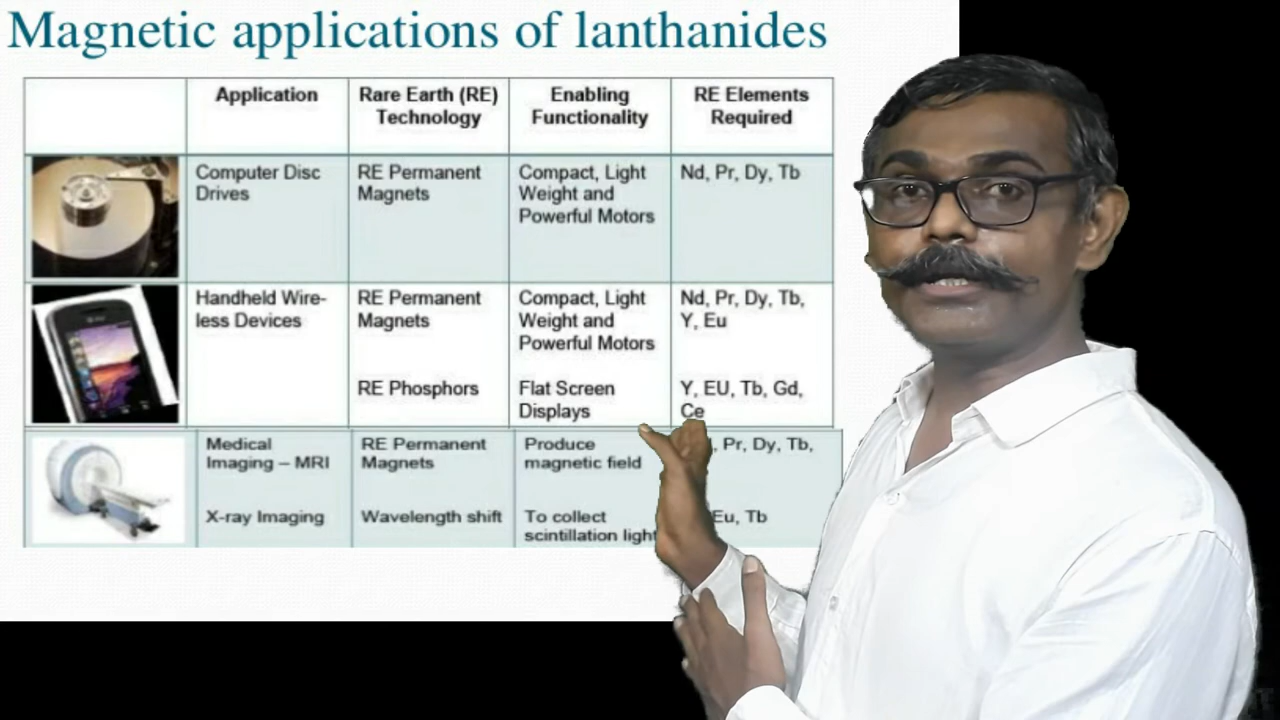 Magnetic applications of lanthanides
Application
Rare Earth (RE)
Technology
Enabling
Functionality
RE Elements
Required
Computer Disc
Drives
RE Permanent
Magnets
Compact, Light
Weight and
Powerful Motors
Nd, Pr, Dy, Tb
Handheld Wire-
less Devices
RE Permanent
Magnets
Compact, Light
Weight and
Powerful Motors
Nd, Pr, Dy, Tb,
Y, Eu
RE Phosphors
Flat Screen
Displays
Y, EU, Tb, Gd,
Ce
Medical
Imaging – MRI
RE Permanent
Magnets
Produce
magnetic field
, Pr, Dy, Tb,
X-ray Imaging
Wavelength shift
To collect
scintillation light
Eu, Tb